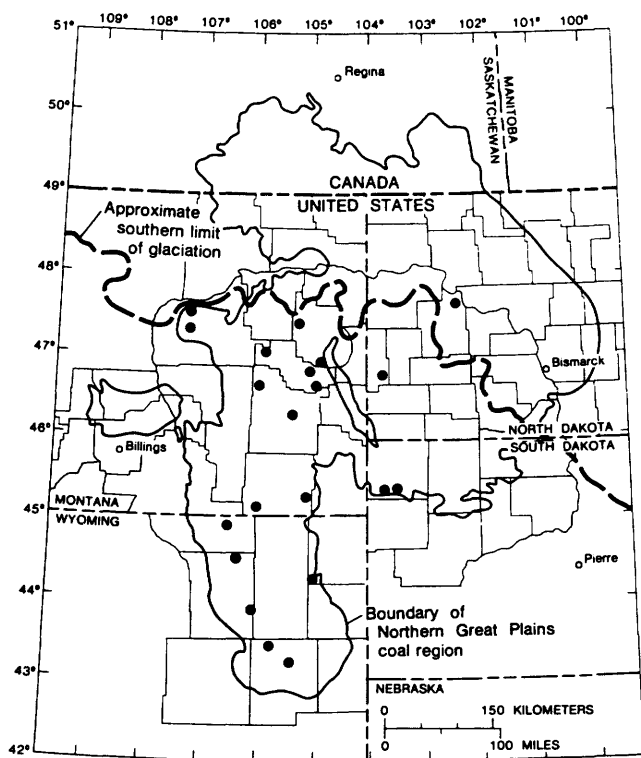 109° 108° 107° 106° 105° 104° 103° 102° 101° 100°
51°
Regina
MANITOBA
SASKATCHEWAN
50°
49°
CANADA
UNITED STATES
Approximate
southern limit
of glaciation
48°
47°
Bismarck
46°
NORTH DAKOTA
SOUTH DAKOTA
Billings
45°
MONTANA
WYOMING
Pierre
44°
Boundary of
Northern Great Plains
coal region
43°
NEBRASKA
0 150 KILOMETERS
0 100 MILES
42°